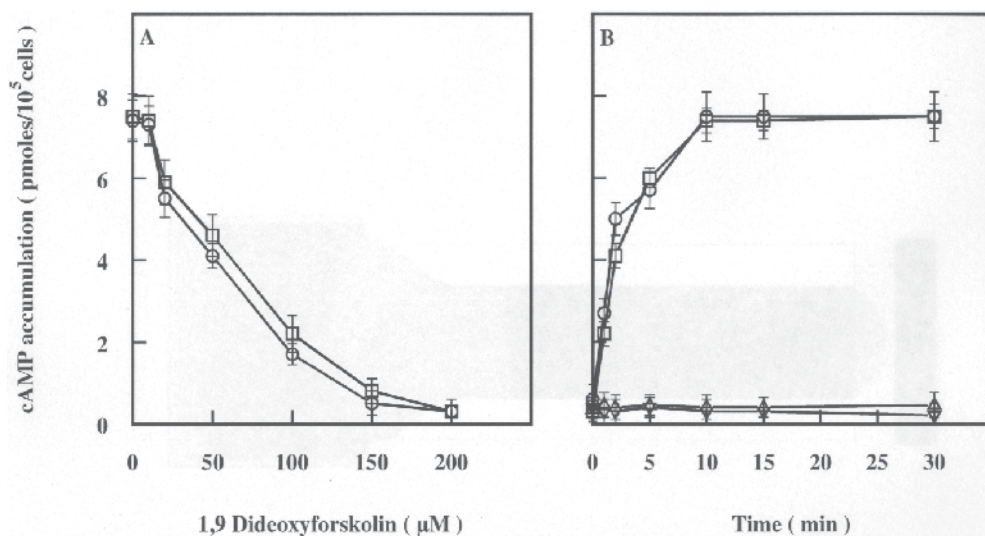 A
B
cAMP accumulation ( pmoles/10⁵cells )
8
6
4
2
0
0 50 100 150 200
0 5 10 15 20 25 30
1,9 Dideoxyforskolin ( μM )
Time ( min )